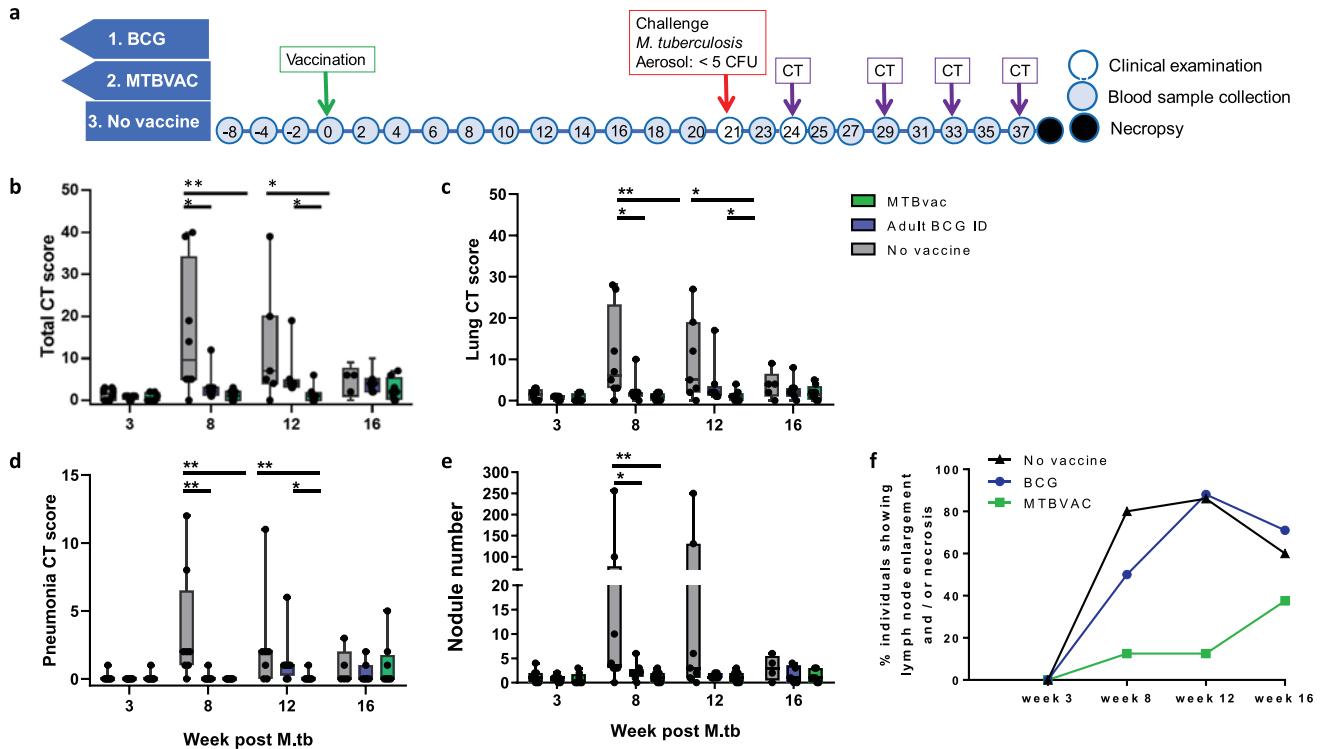 a
1. BCG
2. MTBVAC
3. No vaccine
Vaccination
Challenge
M. tuberculosis
Aerosol: < 5 CFU
CT CT CT CT
-8 -4 -2 0 2 4 6 8 10 12 14 16 18 20 21 23 24 25 27 29 31 33 35 37
Clinical examination
Blood sample collection
Necropsy
b
Total CT score
50
40
30
20
10
0
** *
* *
3 8 12 16
c
Lung CT score
50
40
30
20
10
0
** *
* *
3 8 12 16
MTBvac
Adult BCG ID
No vaccine
d
Pneumonia CT score
15
10
5
0
** **
** *
3 8 12 16
Week post M.tb
e
Nodule number
300
250
200
150
100
50
20
15
10
5
0
**
*
3 8 12 16
Week post M.tb
f
No vaccine
BCG
MTBVAC
% individuals showing
lymph node enlargement
and / or necrosis
100
80
60
40
20
0
week 3 week 8 week 12 week 16